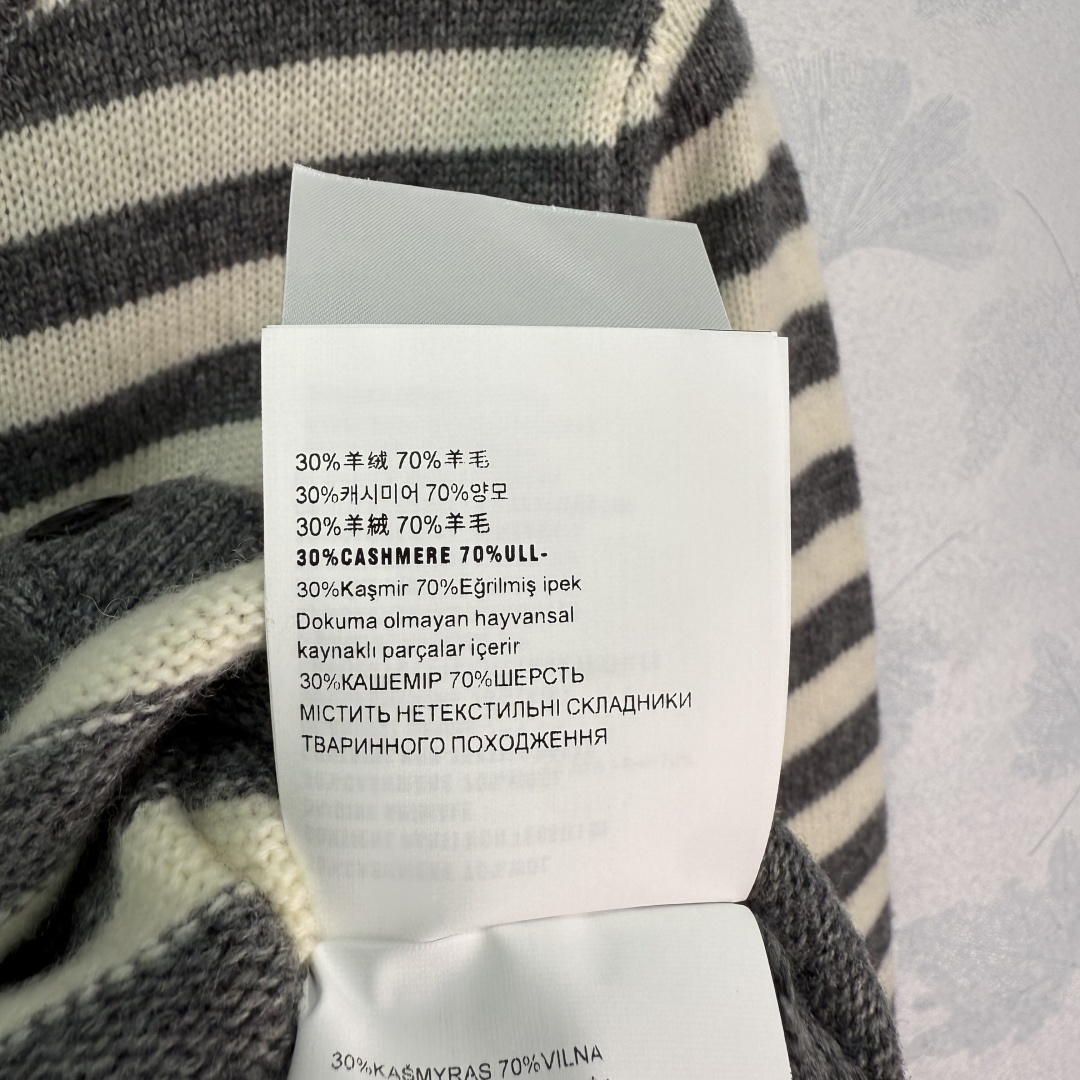 30%羊绒 70%羊毛
30%캐시미어 70%양모
30%羊絨 70%羊毛
30%CASHMERE 70%ULL-
30%Kaşmir 70%Eğrilmiş ipek
Dokuma olmayan hayvansal
kaynaklı parçalar içerir
30%КАШЕМІР 70%ШЕРСТЬ
МІСТИТЬ НЕТЕКСТИЛЬНІ СКЛАДНИКИ
ТВАРИННОГО ПОХОДЖЕННЯ
30%KAŠMYRAS 70%VILNA